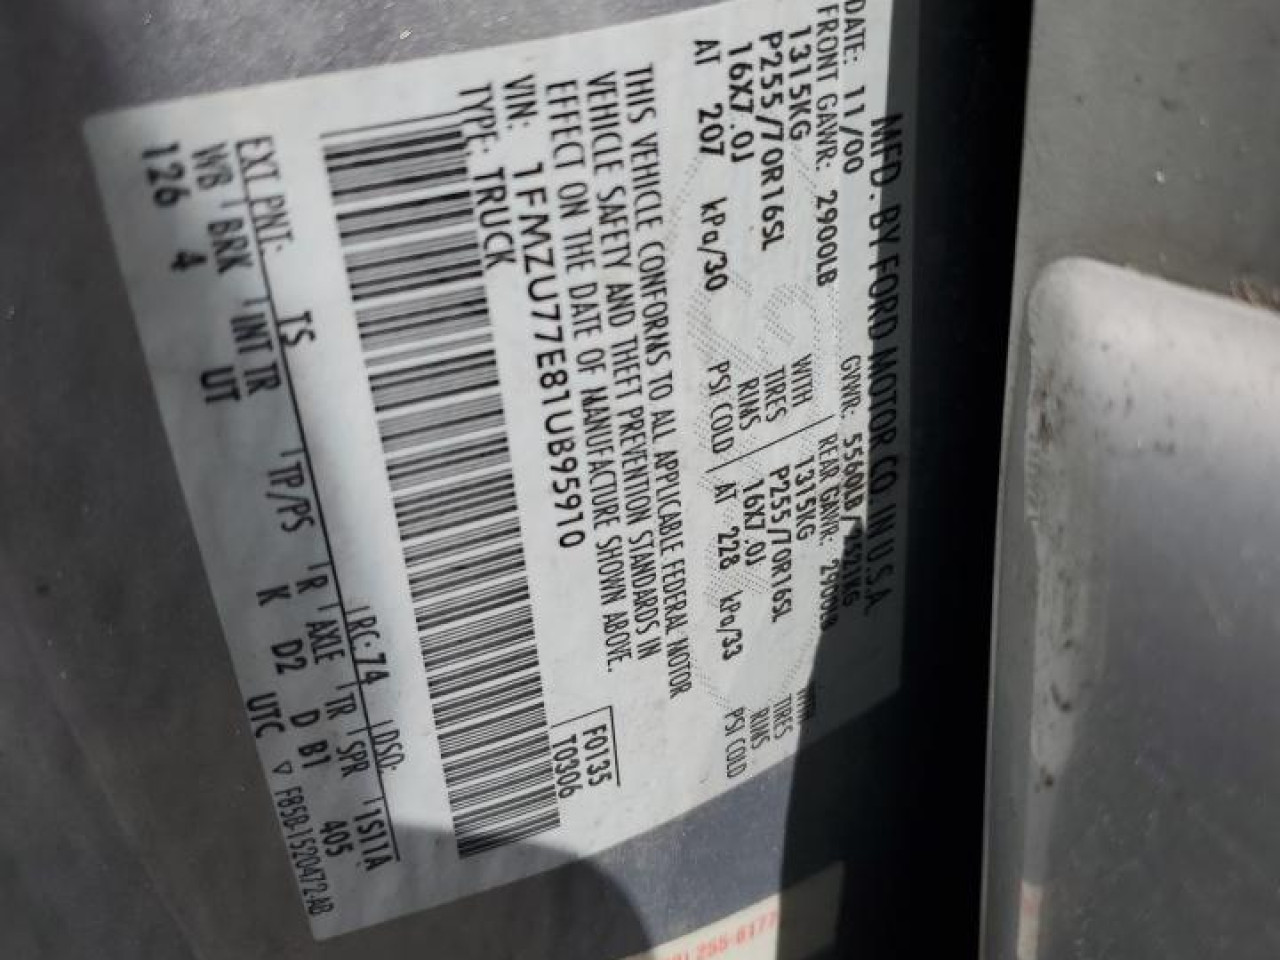 MFD. BY FORD MOTOR CO. IN U.S.A.
DATE: 11/00 GVWR: 5560LB/2521KG
FRONT GAWR: 2900LB REAR GAWR: 2900LB
1315KG WITH 1315KG WITH
P255/70R16SL TIRES P255/70R16SL TIRES
16X7.0J RIMS 16X7.0J RIMS
AT 207 kPa/30 PSI COLD AT 228 kPa/33 PSI COLD
THIS VEHICLE CONFORMS TO ALL APPLICABLE FEDERAL MOTOR
VEHICLE SAFETY AND THEFT PREVENTION STANDARDS IN
EFFECT ON THE DATE OF MANUFACTURE SHOWN ABOVE.
VIN: 1FMZU77E81UB95910 F0135
TYPE: TRUCK T0306
EXT PNT: TS RC: 74 DSO:
WB BRK INT TR TP/PS R AXLE TR SPR 1S11A
126 4 UT K D2 D B1 405
UTC ▽ F85B-1520472-AB
255-8177